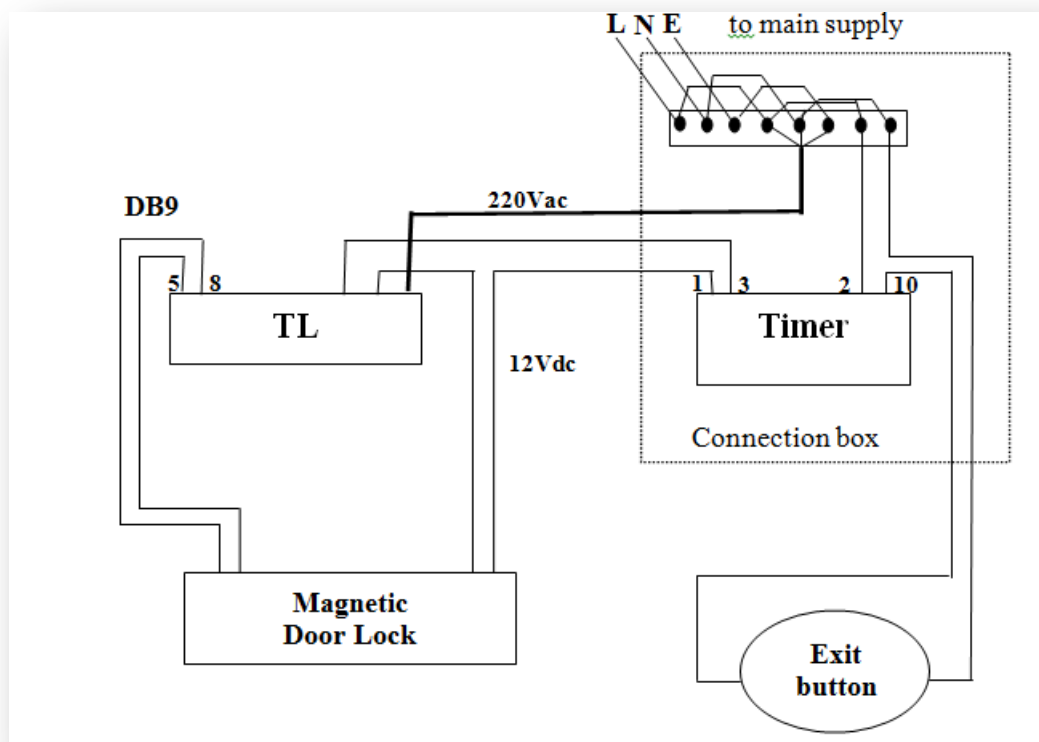 L N E to main supply
DB9
220Vac
5 8
1 3 2 10
TL
Timer
12Vdc
Connection box
Magnetic
Door Lock
Exit
button